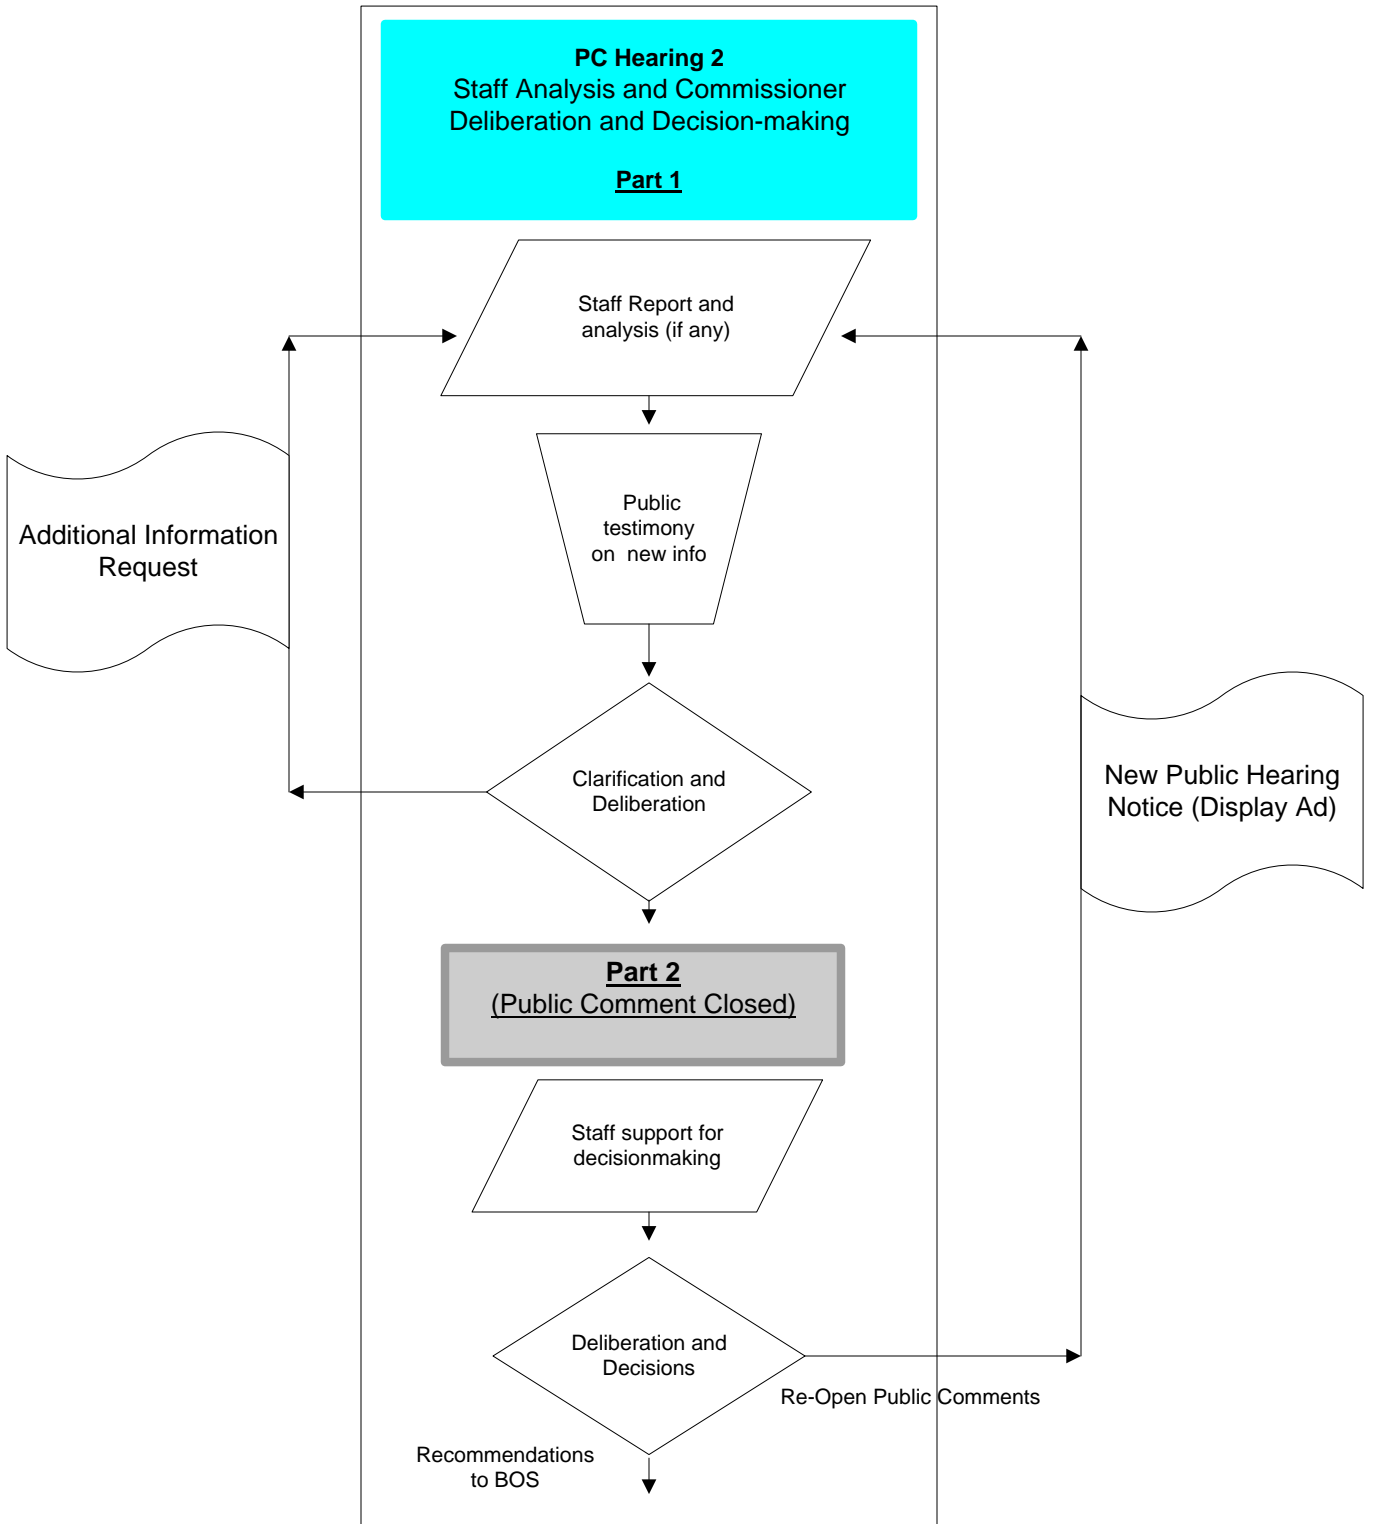 PC Hearing 2
Staff Analysis and Commissioner
Deliberation and Decision-making
Part 1
Staff Report and
analysis (if any)
Public
testimony
on new info
Additional Information
Request
Clarification and
Deliberation
New Public Hearing
Notice (Display Ad)
Part 2
(Public Comment Closed)
Staff support for
decisionmaking
Deliberation and
Decisions
Re-Open Public Comments
Recommendations
to BOS